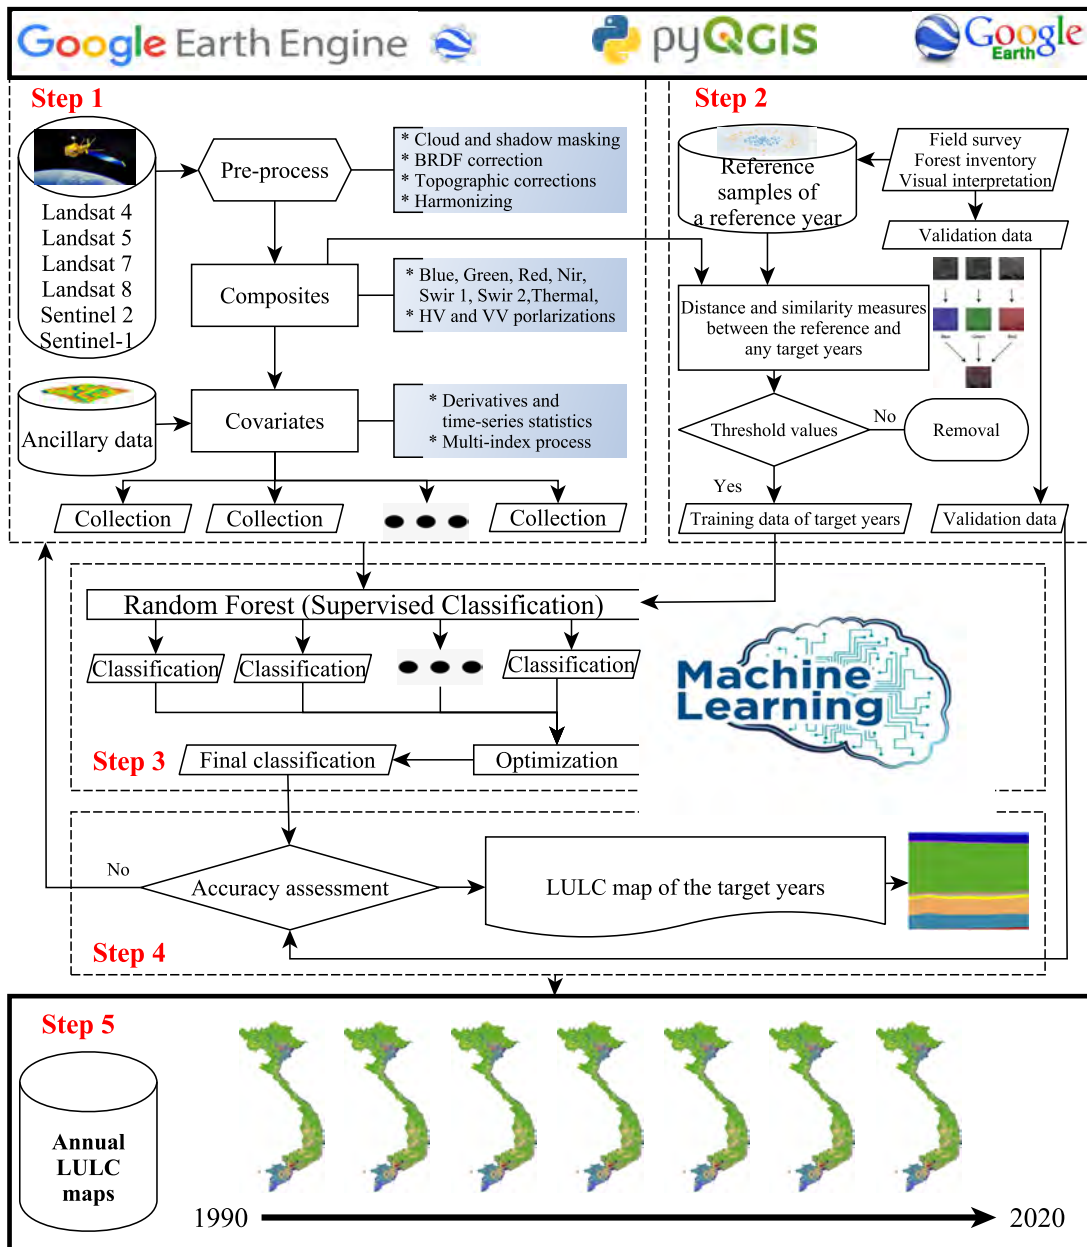 Google Earth Engine
pyQGIS
Google
Earth
Step 1
Landsat 4
Landsat 5
Landsat 7
Landsat 8
Sentinel 2
Sentinel-1
Pre-process
* Cloud and shadow masking
* BRDF correction
* Topographic corrections
* Harmonizing
Composites
* Blue, Green, Red, Nir,
Swir 1, Swir 2,Thermal,
* HV and VV porlarizations
Ancillary data
Covariates
* Derivatives and
time-series statistics
* Multi-index process
Collection
Collection
Collection
Step 2
Reference
samples of
a reference year
Field survey
Forest inventory
Visual interpretation
Validation data
Distance and similarity measures
between the reference and
any target years
Blue
Green
Red
Threshold values
No
Removal
Yes
Training data of target years
Validation data
Random Forest (Supervised Classification)
Classification
Classification
Classification
Machine
Learning
Step 3
Final classification
Optimization
No
Accuracy assessment
LULC map of the target years
Step 4
Step 5
Annual
LULC
maps
1990
2020